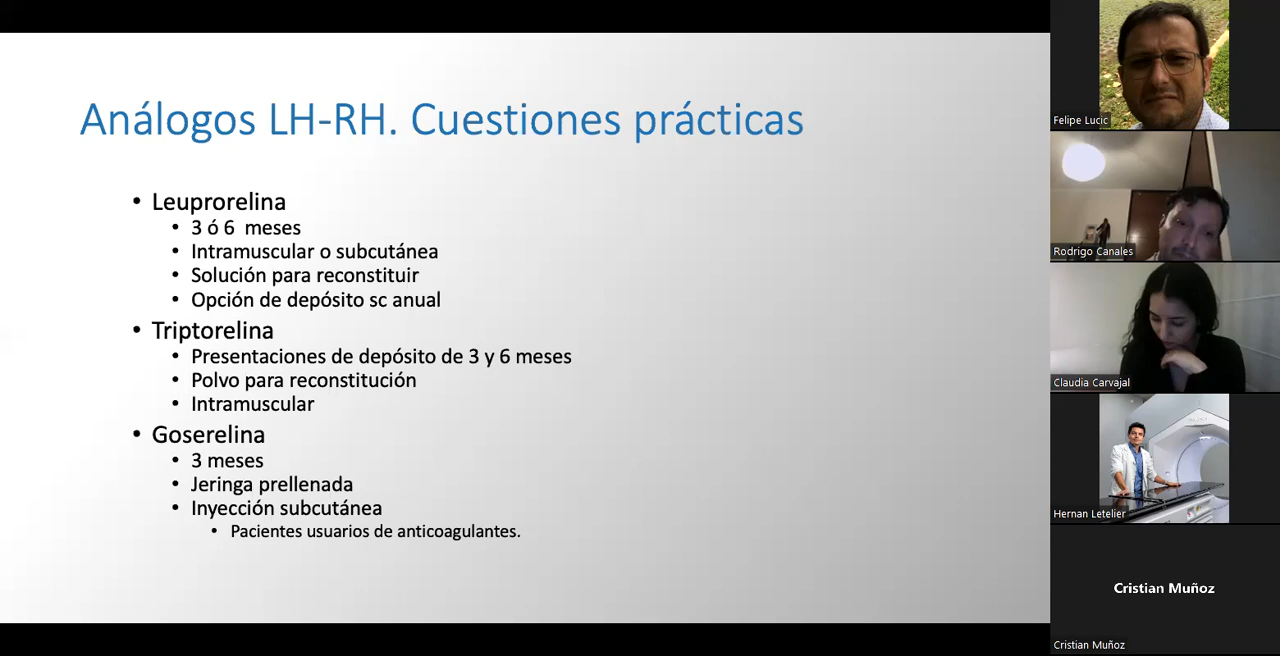 Análogos LH-RH. Cuestiones prácticas
• Leuprorelina
• 3 ó 6 meses
• Intramuscular o subcutánea
• Solución para reconstituir
• Opción de depósito sc anual
• Triptorelina
• Presentaciones de depósito de 3 y 6 meses
• Polvo para reconstitución
• Intramuscular
• Goserelina
• 3 meses
• Jeringa prellenada
• Inyección subcutánea
• Pacientes usuarios de anticoagulantes.
Felipe Lucic
Rodrigo Canales
Claudia Carvajal
Hernan Letelier
Cristian Muñoz
Cristian Muñoz